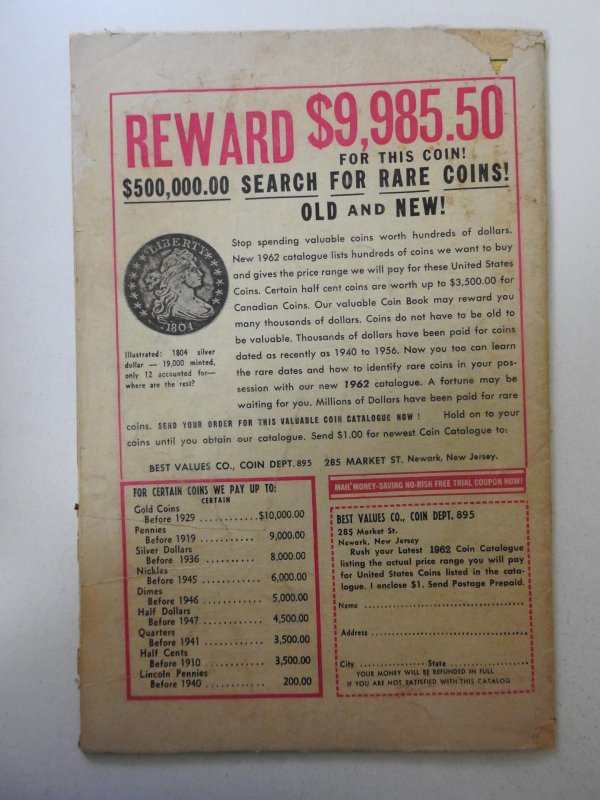 REWARD $9,985.50
FOR THIS COIN!
$500,000.00 SEARCH FOR RARE COINS!
OLD AND NEW!
LIBERTY
1804
Illustrated: 1804 silver
dollar — 19,000 minted,
only 12 accounted for—
where are the rest?
Stop spending valuable coins worth hundreds of dollars.
New 1962 catalogue lists hundreds of coins we want to buy
and gives the price range we will pay for these United States
Coins. Certain half cent coins are worth up to $3,500.00 for
Canadian Coins. Our valuable Coin Book may reward you
many thousands of dollars. Coins do not have to be old to
be valuable. Thousands of dollars have been paid for coins
dated as recently as 1940 to 1956. Now you too can learn
the rare dates and how to identify rare coins in your pos-
session with our new 1962 catalogue. A fortune may be
waiting for you. Millions of Dollars have been paid for rare
coins. SEND YOUR ORDER FOR THIS VALUABLE COIN CATALOGUE NOW ! Hold on to your
coins until you obtain our catalogue. Send $1.00 for newest Coin Catalogue to:
BEST VALUES CO., COIN DEPT. 895 285 MARKET ST. Newark, New Jersey.
FOR CERTAIN COINS WE PAY UP TO:
CERTAIN
Gold Coins
Before 1929 ............$10,000.00
Pennies
Before 1919 ............ 9,000.00
Silver Dollars
Before 1936 ............ 8,000.00
Nickles
Before 1945 ............ 6,000.00
Dimes
Before 1946 ............ 5,000.00
Half Dollars
Before 1947 ............ 4,500.00
Quarters
Before 1941 ............ 3,500.00
Half Cents
Before 1910 ............ 3,500.00
Lincoln Pennies
Before 1940 ............ 200.00
MAIL MONEY-SAVING NO-RISK FREE TRIAL COUPON NOW!
BEST VALUES CO., COIN DEPT. 895
285 Market St.
Newark, New Jersey
Rush your Latest 1962 Coin Catalogue
listing the actual price range you will pay
for United States Coins listed in the cata-
logue. I enclose $1. Send Postage Prepaid.
Name ........................................
Address ........................................
City ................ State ....................
YOUR MONEY WILL BE REFUNDED IN FULL
IF YOU ARE NOT SATISFIED WITH THIS CATALOG